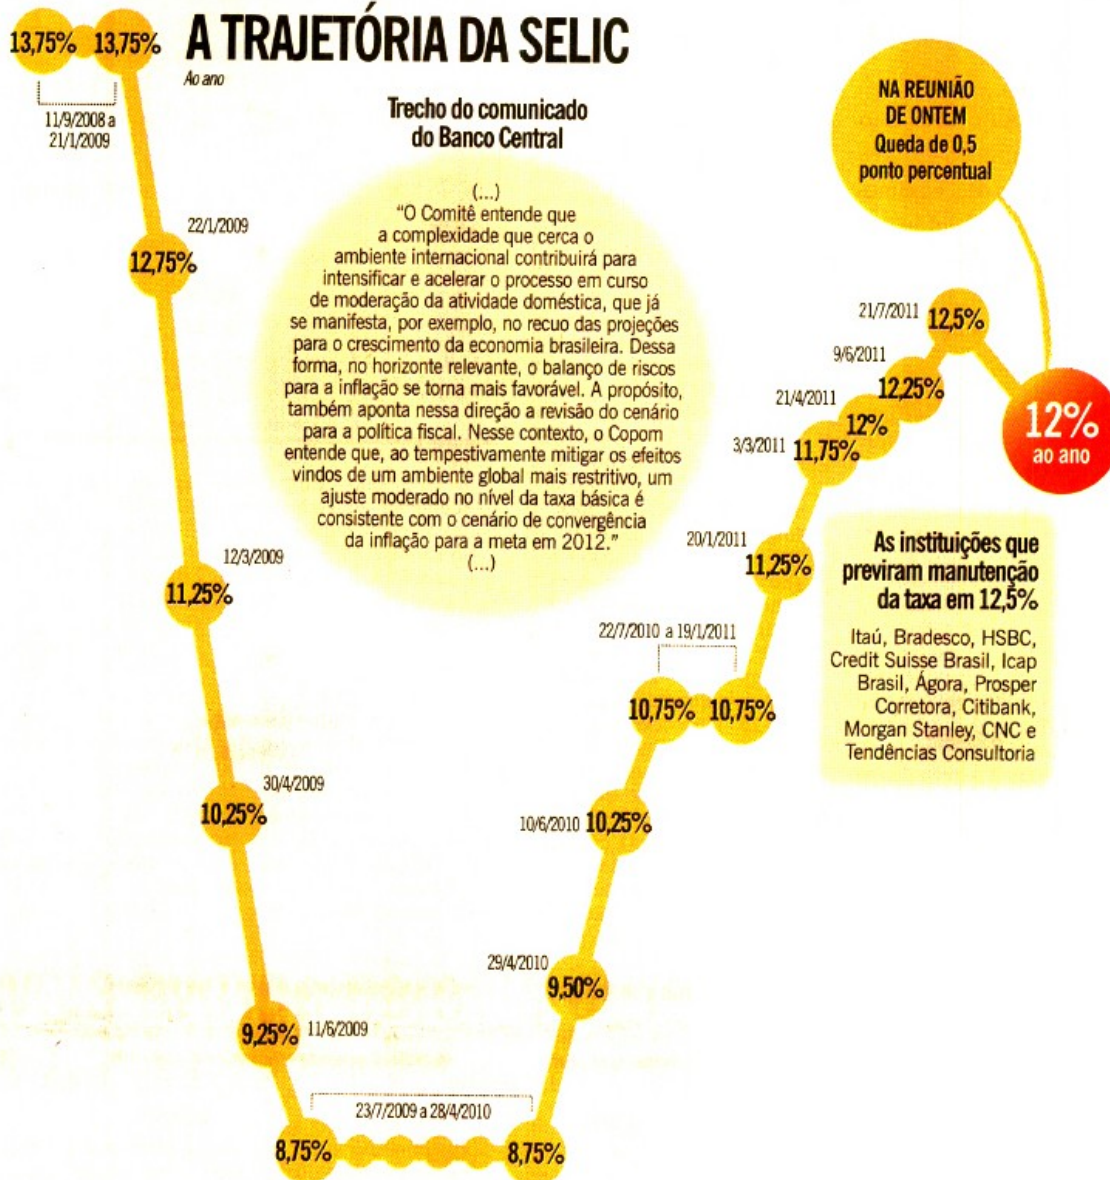 A TRAJETÓRIA DA SELIC
Ao ano
13,75%
13,75%
11/9/2008 a
21/1/2009
22/1/2009
12,75%
12/3/2009
11,25%
30/4/2009
10,25%
11/6/2009
9,25%
23/7/2009 a 28/4/2010
8,75%
8,75%
29/4/2010
9,50%
10/6/2010
10,25%
22/7/2010 a 19/1/2011
10,75%
10,75%
20/1/2011
11,25%
3/3/2011
11,75%
21/4/2011
12%
9/6/2011
12,25%
21/7/2011
12,5%
12%
ao ano
NA REUNIÃO
DE ONTEM
Queda de 0,5
ponto percentual
Trecho do comunicado
do Banco Central
(...)
"O Comitê entende que
a complexidade que cerca o
ambiente internacional contribuirá para
intensificar e acelerar o processo em curso
de moderação da atividade doméstica, que já
se manifesta, por exemplo, no recuo das projeções
para o crescimento da economia brasileira. Dessa
forma, no horizonte relevante, o balanço de riscos
para a inflação se torna mais favorável. A propósito,
também aponta nessa direção a revisão do cenário
para a política fiscal. Nesse contexto, o Copom
entende que, ao tempestivamente mitigar os efeitos
vindos de um ambiente global mais restritivo, um
ajuste moderado no nível da taxa básica é
consistente com o cenário de convergência
da inflação para a meta em 2012."
(...)
As instituições que
previram manutenção
da taxa em 12,5%
Itaú, Bradesco, HSBC,
Credit Suisse Brasil, Icap
Brasil, Ágora, Prosper
Corretora, Citibank,
Morgan Stanley, CNC e
Tendências Consultoria